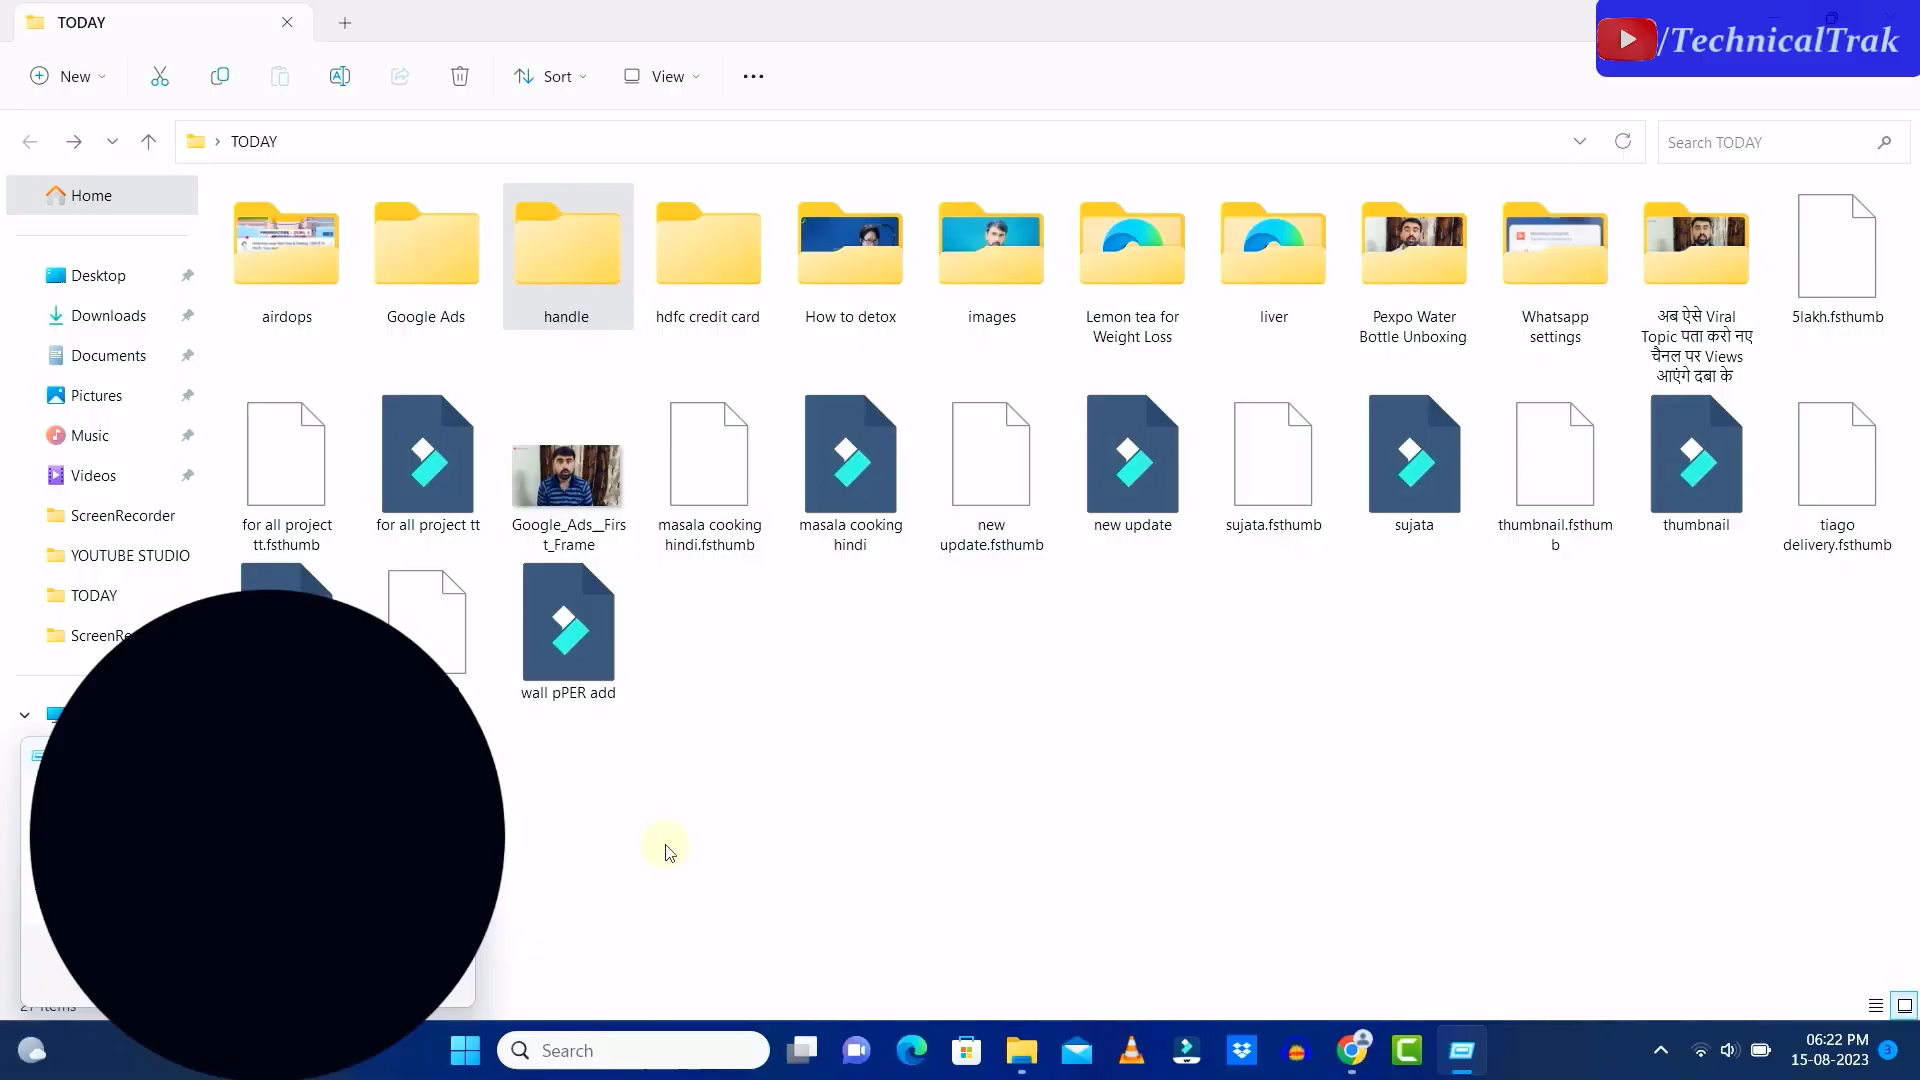 TODAY
/TechnicalTrak
New
Sort
View
TODAY
Search TODAY
Home
Desktop
Downloads
Documents
Pictures
Music
Videos
ScreenRecorder
YOUTUBE STUDIO
TODAY
airdops
Google Ads
handle
hdfc credit card
How to detox
images
Lemon tea for
Weight Loss
liver
Pexpo Water
Bottle Unboxing
Whatsapp
settings
अब ऐसे Viral
Topic पता करो नए
चैनल पर Views
आएंगे दबा के
5lakh.fsthumb
for all project
tt.fsthumb
for all project tt
Google_Ads__Firs
t_Frame
masala cooking
hindi.fsthumb
masala cooking
hindi
new
update.fsthumb
new update
sujata.fsthumb
sujata
thumbnail.fsthum
b
thumbnail
tiago
delivery.fsthumb
wall pPER add
27 items
Search
06:22 PM
15-08-2023
3